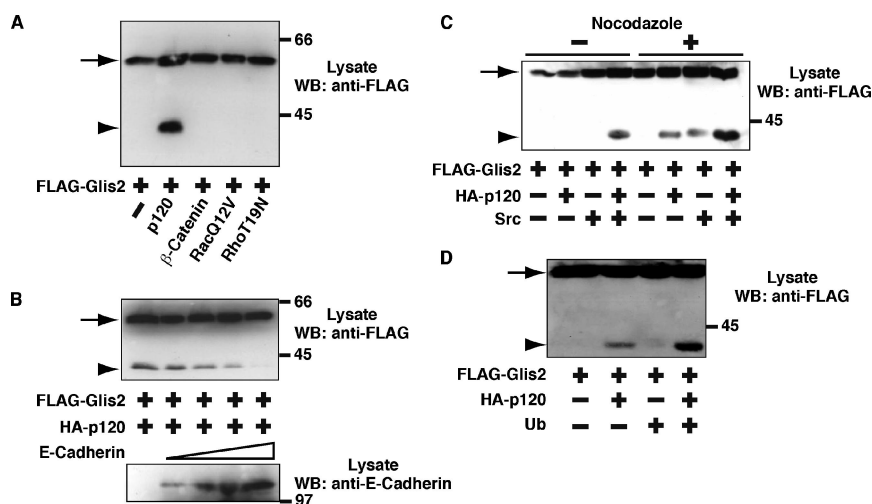 A
66
Lysate
WB: anti-FLAG
45
FLAG-Glis2 + + + + +
− p120 β-Catenin RacQ12V RhoT19N
B
66
Lysate
WB: anti-FLAG
45
FLAG-Glis2 + + + + +
HA-p120 + + + + +
E-Cadherin
Lysate
WB: anti-E-Cadherin
97
C
Nocodazole
− +
Lysate
WB: anti-FLAG
45
FLAG-Glis2 + + + + + + + +
HA-p120 − + − + − + − +
Src − − + + − − + +
D
Lysate
WB: anti-FLAG
45
FLAG-Glis2 + + + +
HA-p120 − + − +
Ub − − + +